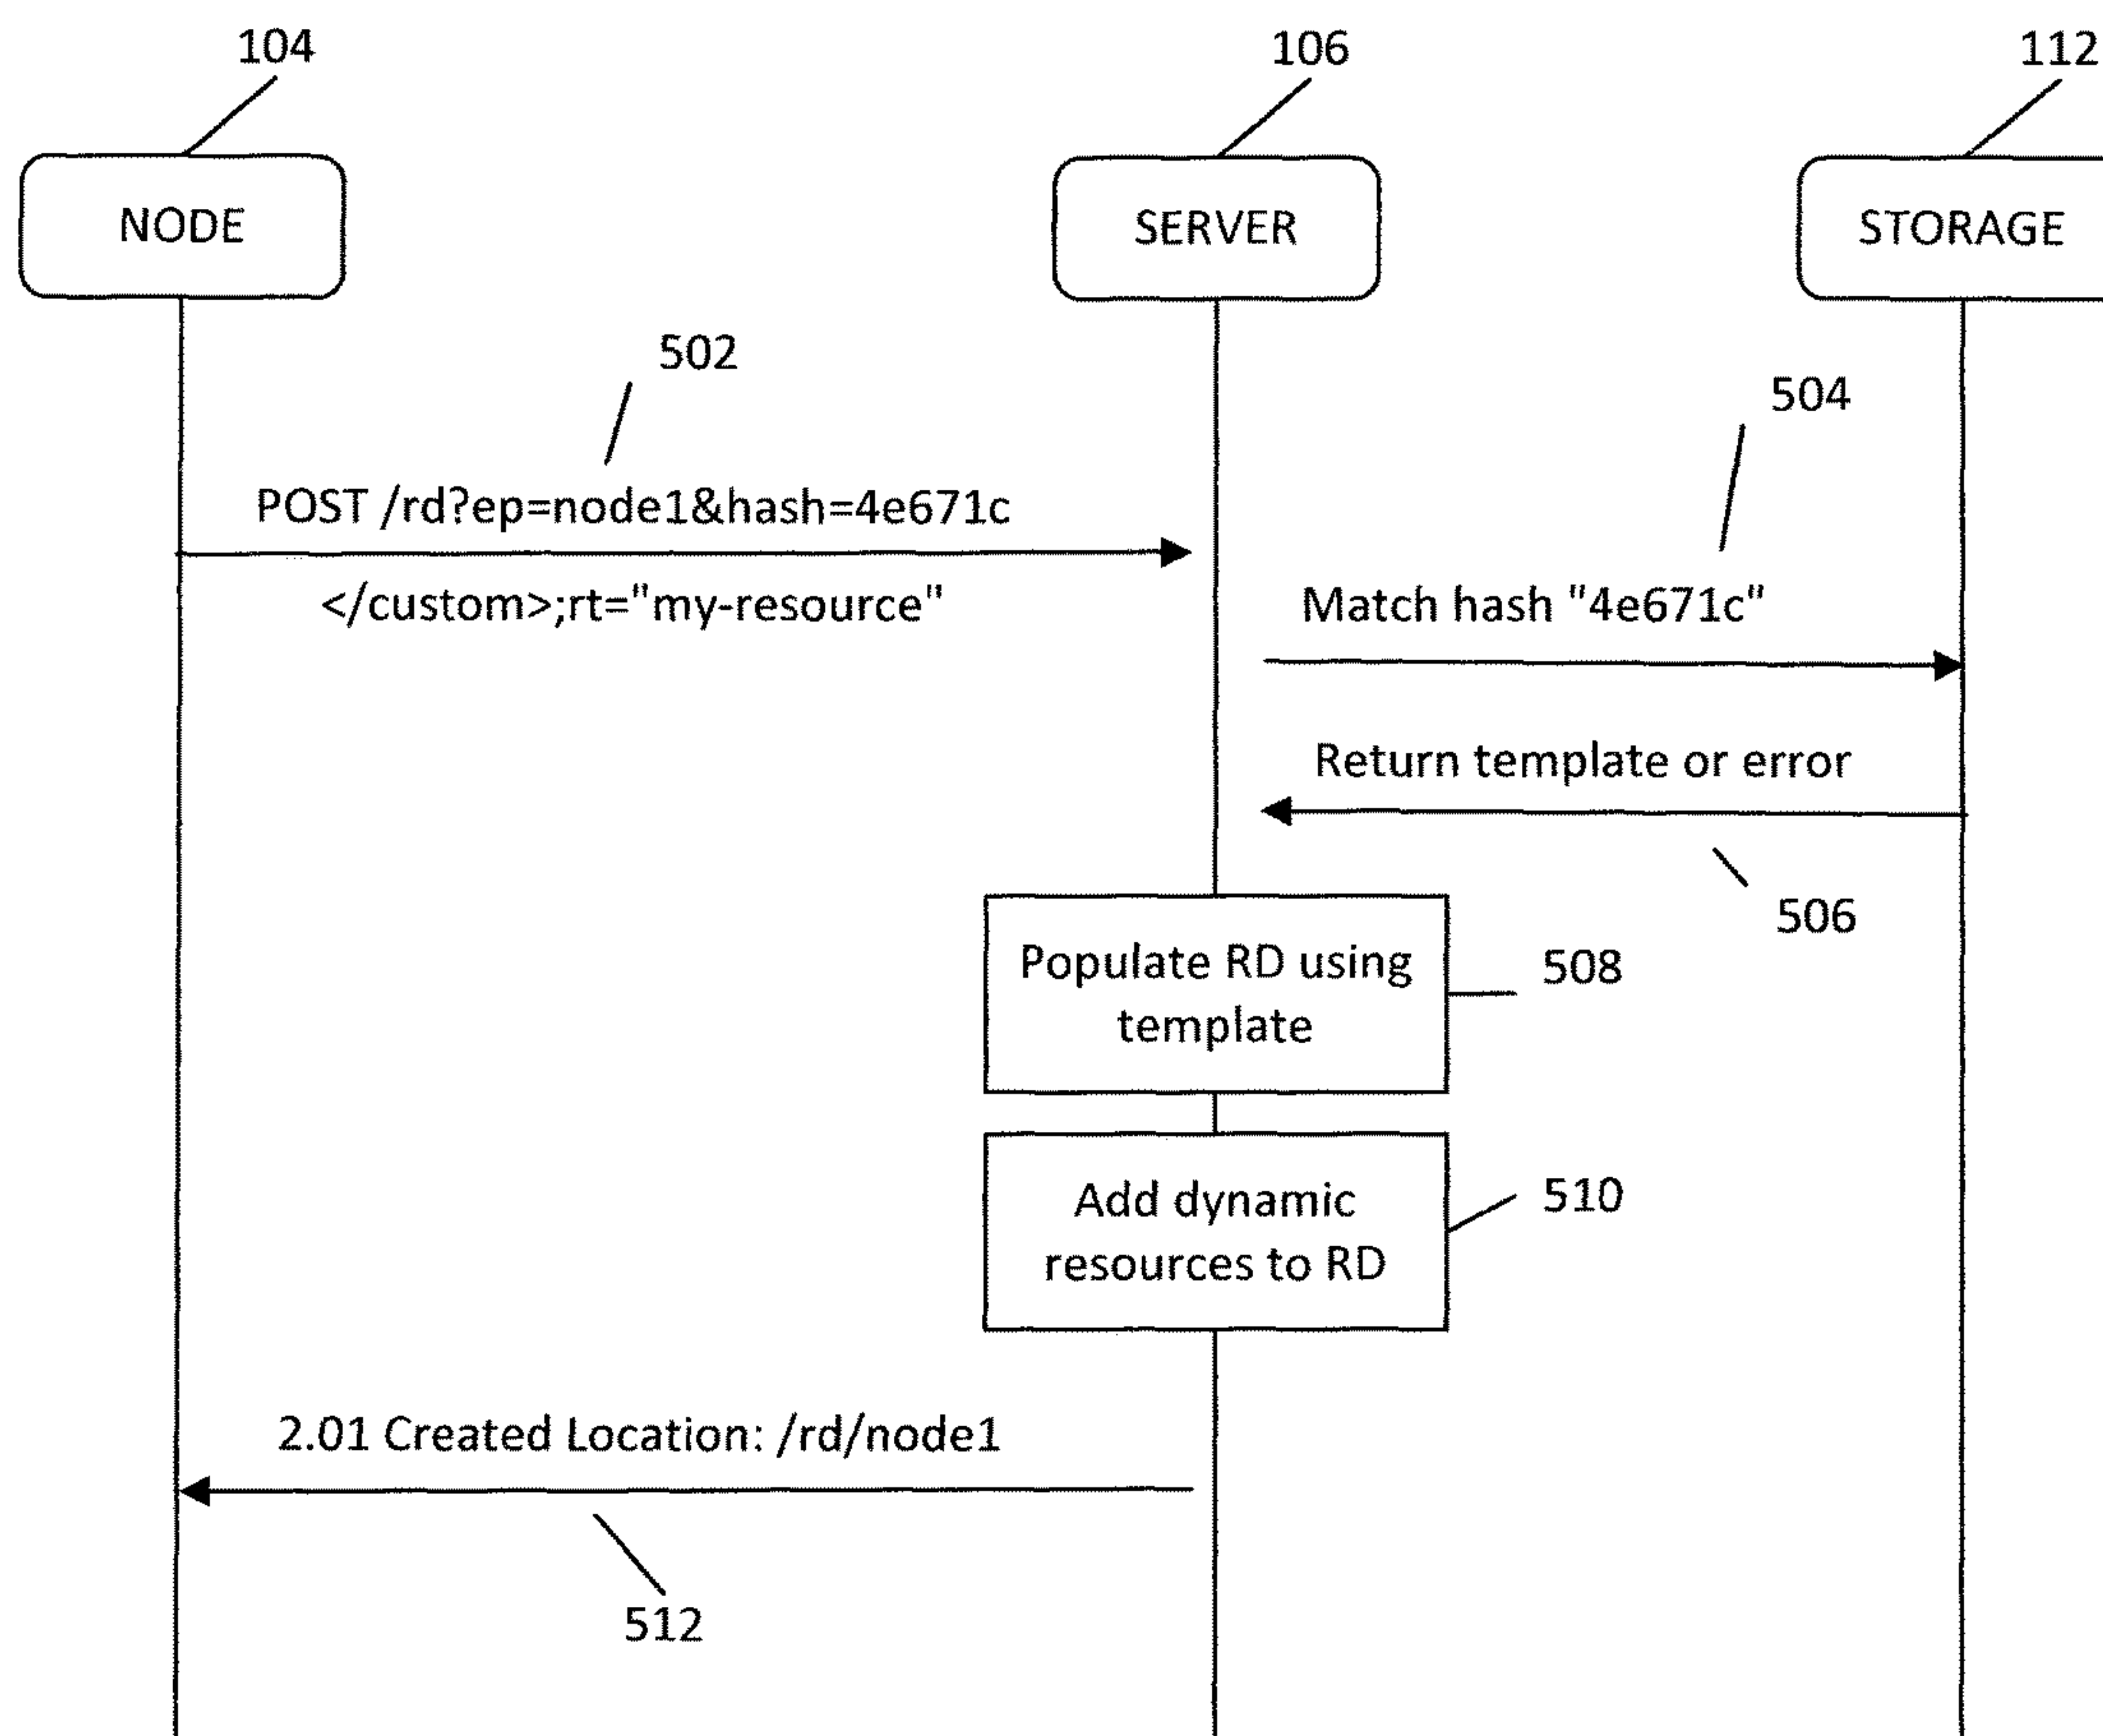 104
106
112
NODE
SERVER
STORAGE
502
504
POST /rd?ep=node1&hash=4e671c
</custom>;rt="my-resource"
Match hash "4e671c"
Return template or error
506
Populate RD using
template
508
Add dynamic
resources to RD
510
2.01 Created Location: /rd/node1
512